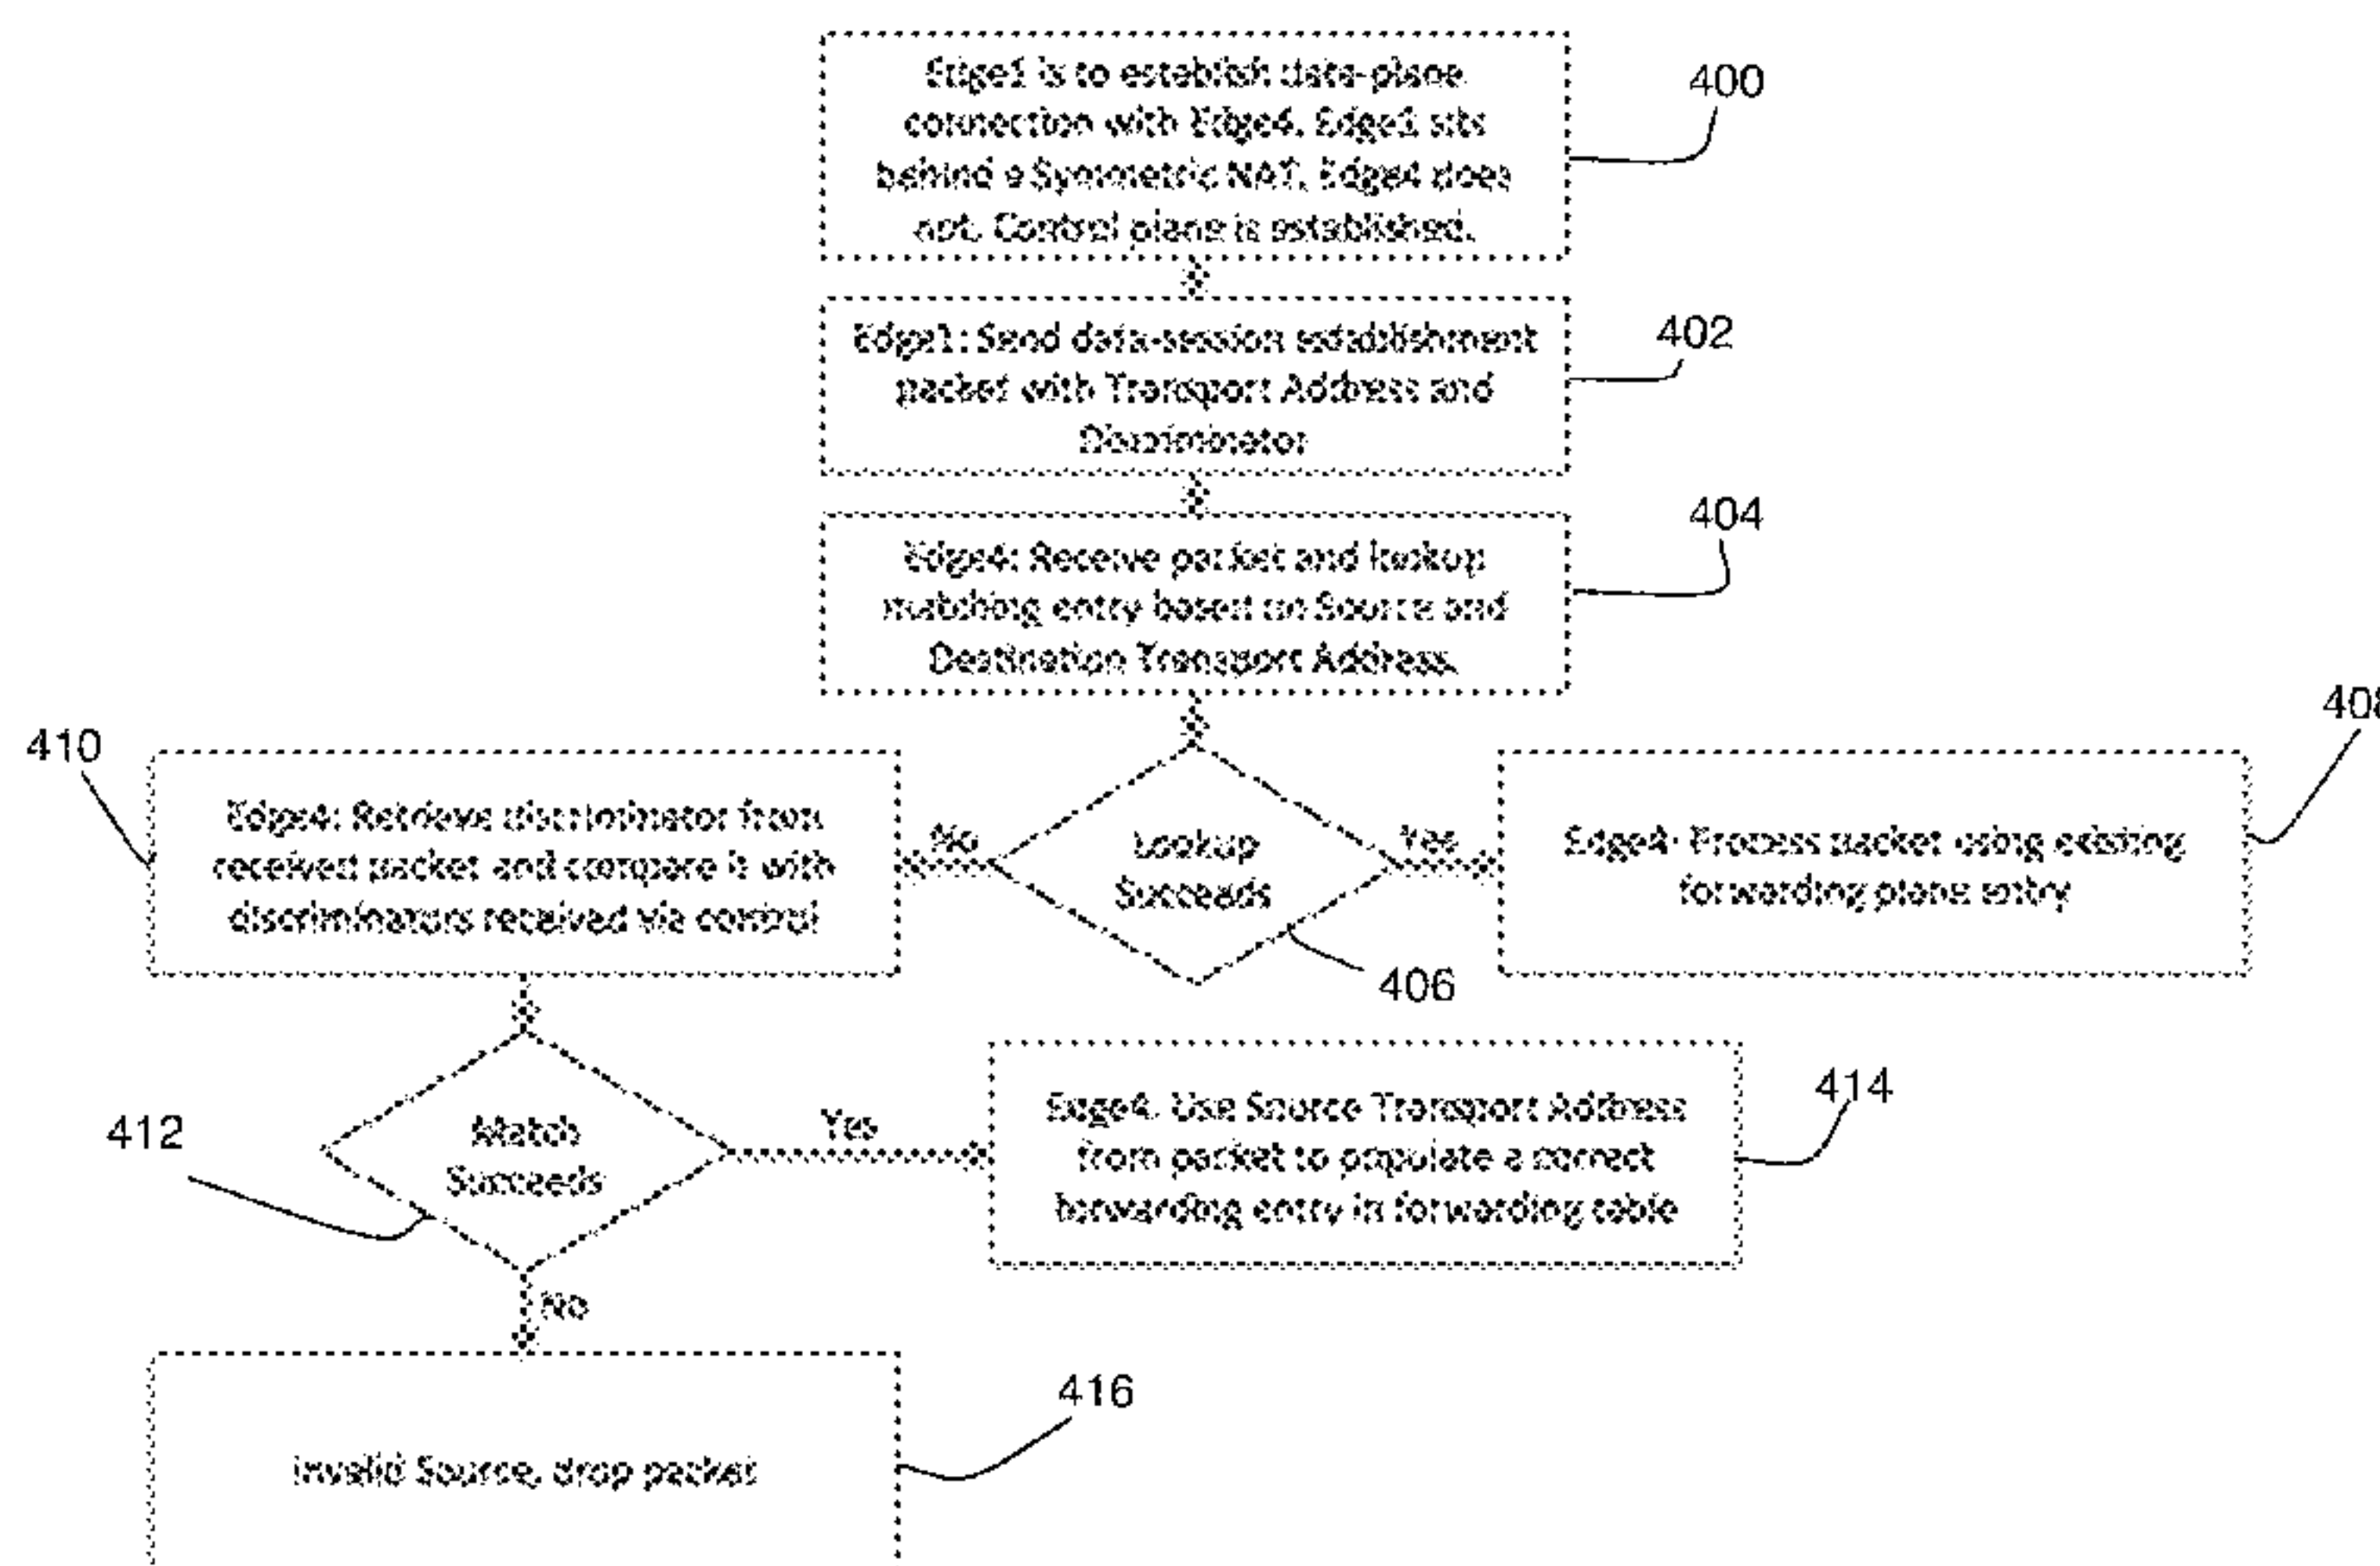 Edge1 is to establish data-plane
connection with Edge4. Edge1 sits
behind a Symmetric NAT, Edge4 does
not. Control plane is established.
400
Edge1: Send data-session establishment
packet with Transport Address and
Discriminator
402
Edge4: Receive packet and lookup
matching entry based on Source and
Destination Transport Address.
404
408
410
Edge4: Retrieve discriminator from
received packet and compare it with
discriminators received via control
No
Lookup
Succeeds
Yes
Edge4: Process packet using existing
forwarding plane entry
406
412
Match
Succeeds
Yes
Edge4: Use Source Transport Address
from packet to populate a correct
forwarding entry in forwarding table
414
No
Invalid Source, drop packet
416